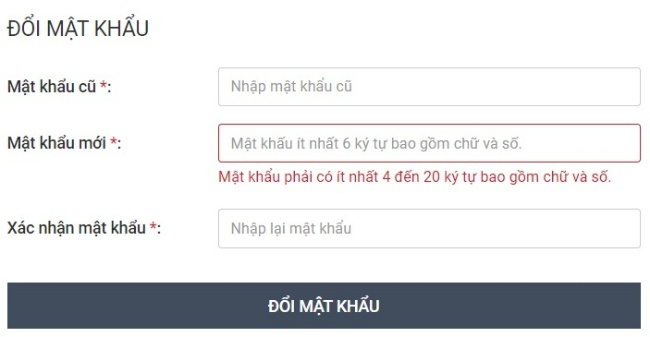 ĐỔI MẬT KHẨU
Mật khẩu cũ *:
Nhập mật khẩu cũ
Mật khẩu mới *:
Mật khẩu ít nhất 6 ký tự bao gồm chữ và số.
Mật khẩu phải có ít nhất 4 đến 20 ký tự bao gồm chữ và số.
Xác nhận mật khẩu *:
Nhập lại mật khẩu
ĐỔI MẬT KHẨU